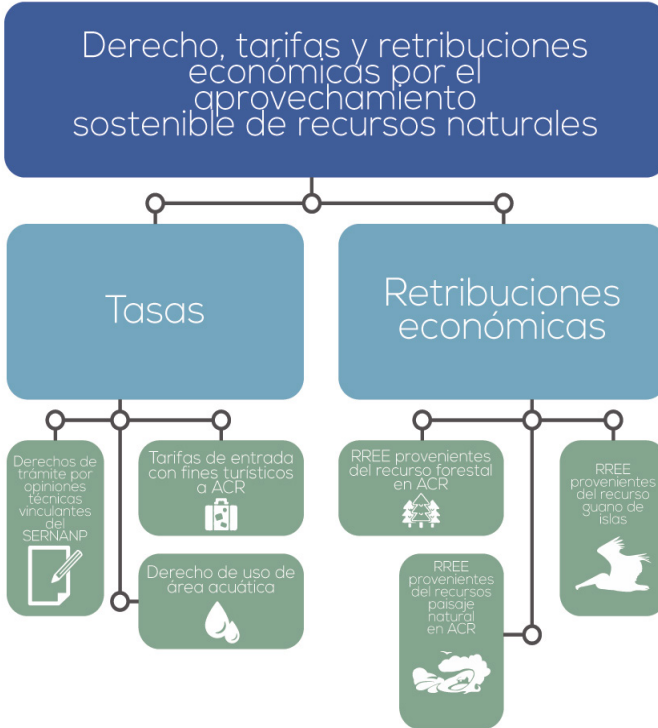 Derecho, tarifas y retribuciones
económicas por el
aprovechamiento
sostenible de recursos naturales
Tasas
Retribuciones
económicas
Derechos de
trámite por
opiniones
técnicas
vinculantes
del
SERNANP
Tarifas de entrada
con fines turísticos
a ACR
Derecho de uso de
área acuática
RREE provenientes
del recurso forestal
en ACR
RREE
provenientes
del recursos
paisaje
natural
en ACR
RREE
provenientes
del recurso
guano de
islas